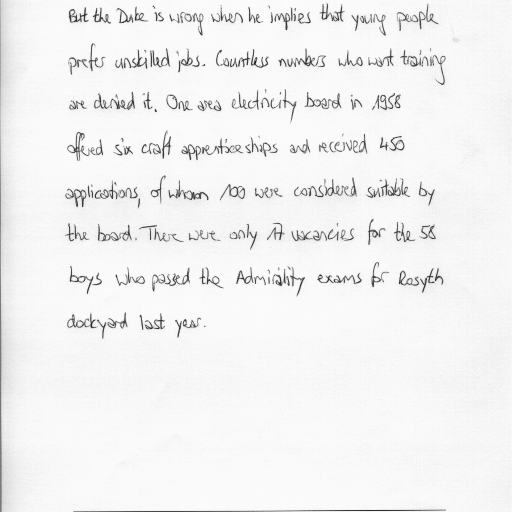 But the Duke is wrong when he implies that young people
prefer unskilled jobs. Countless numbers who want training
are denied it. One area electricity board in 1958
offered six craft apprenticeships and received 450
applications, of whom 100 were considered suitable by
the board. There were only 17 vacancies for the 58
boys who passed the Admirality exams for Rosyth
dockyard last year.